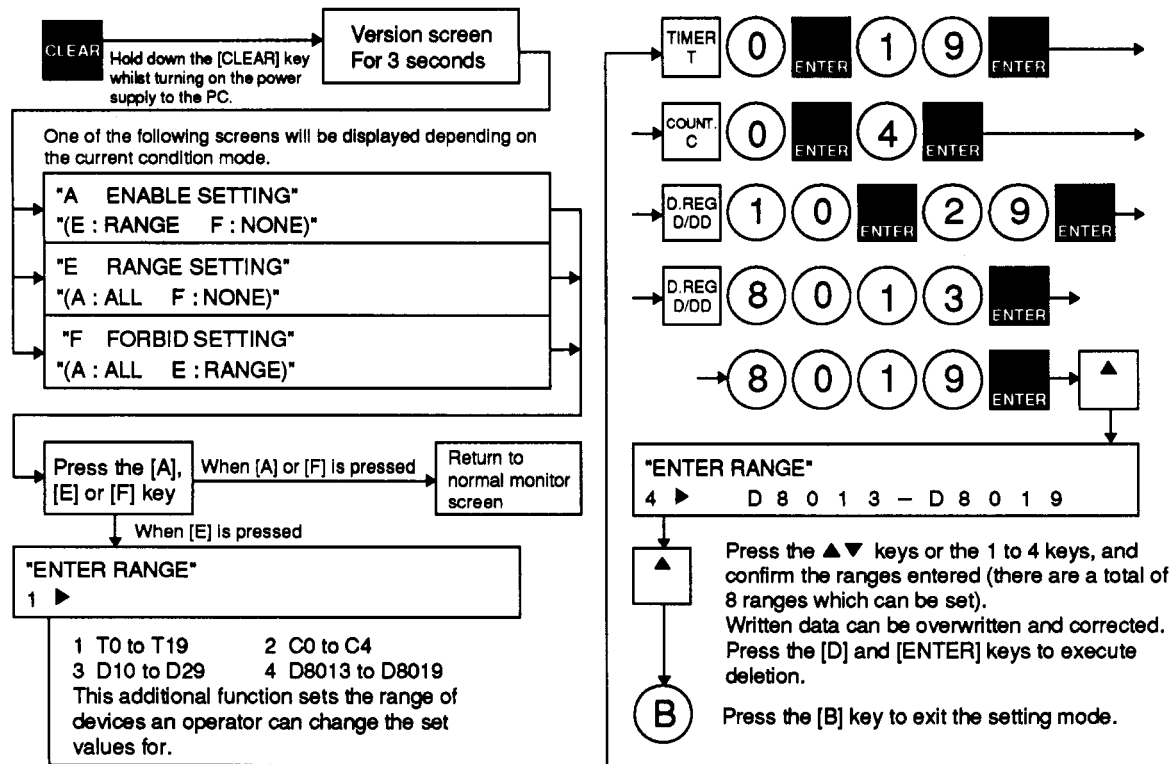 CLEAR
Hold down the [CLEAR] key
whilst turning on the power
supply to the PC.
Version screen
For 3 seconds
One of the following screens will be displayed depending on
the current condition mode.
"A ENABLE SETTING"
"(E : RANGE F : NONE)"
"E RANGE SETTING"
"(A : ALL F : NONE)"
"F FORBID SETTING"
"(A : ALL E : RANGE)"
Press the [A],
[E] or [F] key
When [A] or [F] is pressed
Return to
normal monitor
screen
When [E] is pressed
"ENTER RANGE"
1 ▶
1 T0 to T19 2 C0 to C4
3 D10 to D29 4 D8013 to D8019
This additional function sets the range of
devices an operator can change the set
values for.
TIMER
T
0 ENTER 1 9 ENTER
COUNT.
C
0 ENTER 4 ENTER
D.REG
D/DD
1 0 ENTER 2 9 ENTER
D.REG
D/DD
8 0 1 3 ENTER
8 0 1 9 ENTER ▲
"ENTER RANGE"
4 ▶ D 8 0 1 3 – D 8 0 1 9
▲
Press the ▲▼ keys or the 1 to 4 keys, and
confirm the ranges entered (there are a total of
8 ranges which can be set).
Written data can be overwritten and corrected.
Press the [D] and [ENTER] keys to execute
deletion.
B
Press the [B] key to exit the setting mode.